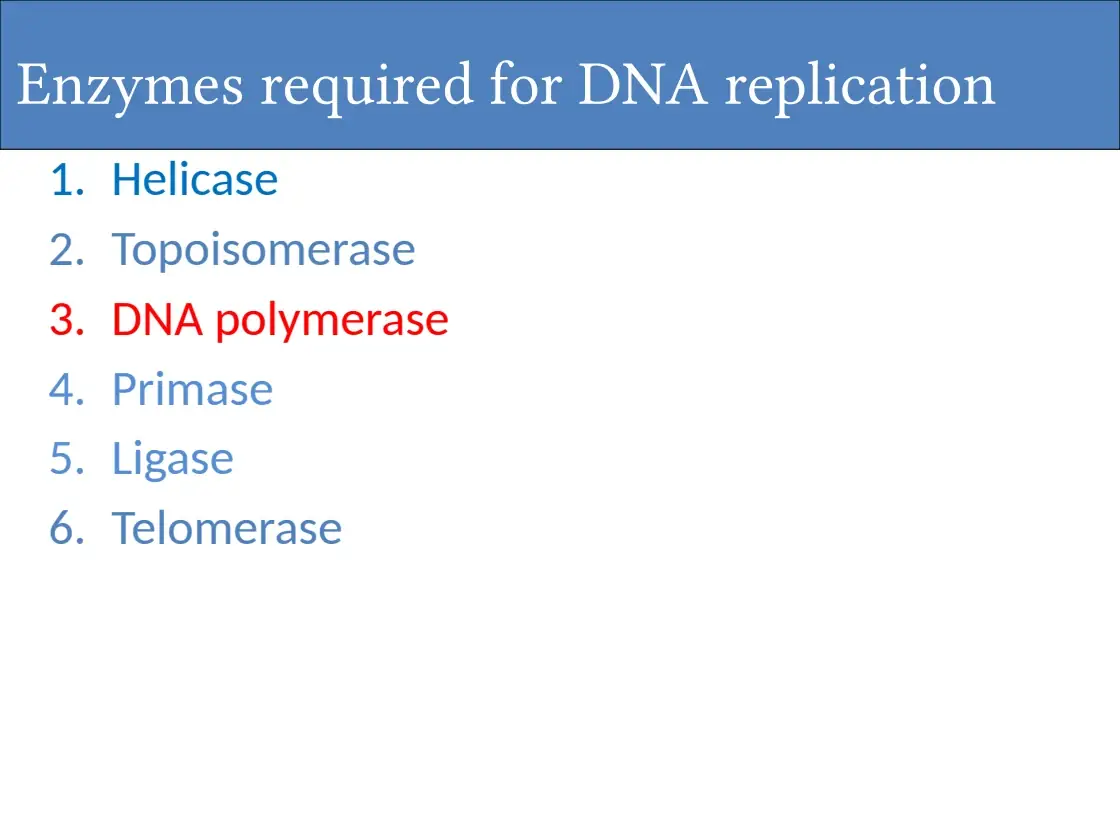 Enzymes required for DNA replication
1. Helicase
2. Topoisomerase
3. DNA polymerase
4. Primase
5. Ligase
6. Telomerase